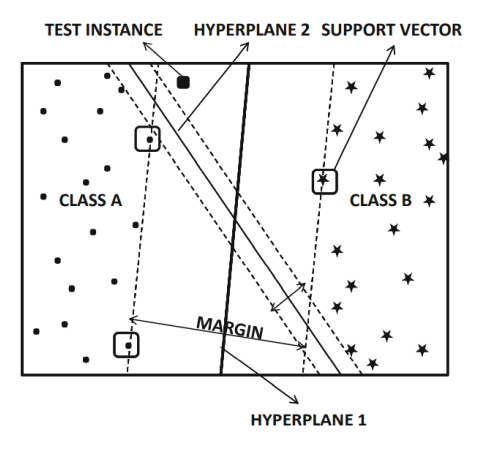 TEST INSTANCE
HYPERPLANE 2
SUPPORT VECTOR
CLASS A
CLASS B
MARGIN
HYPERPLANE 1